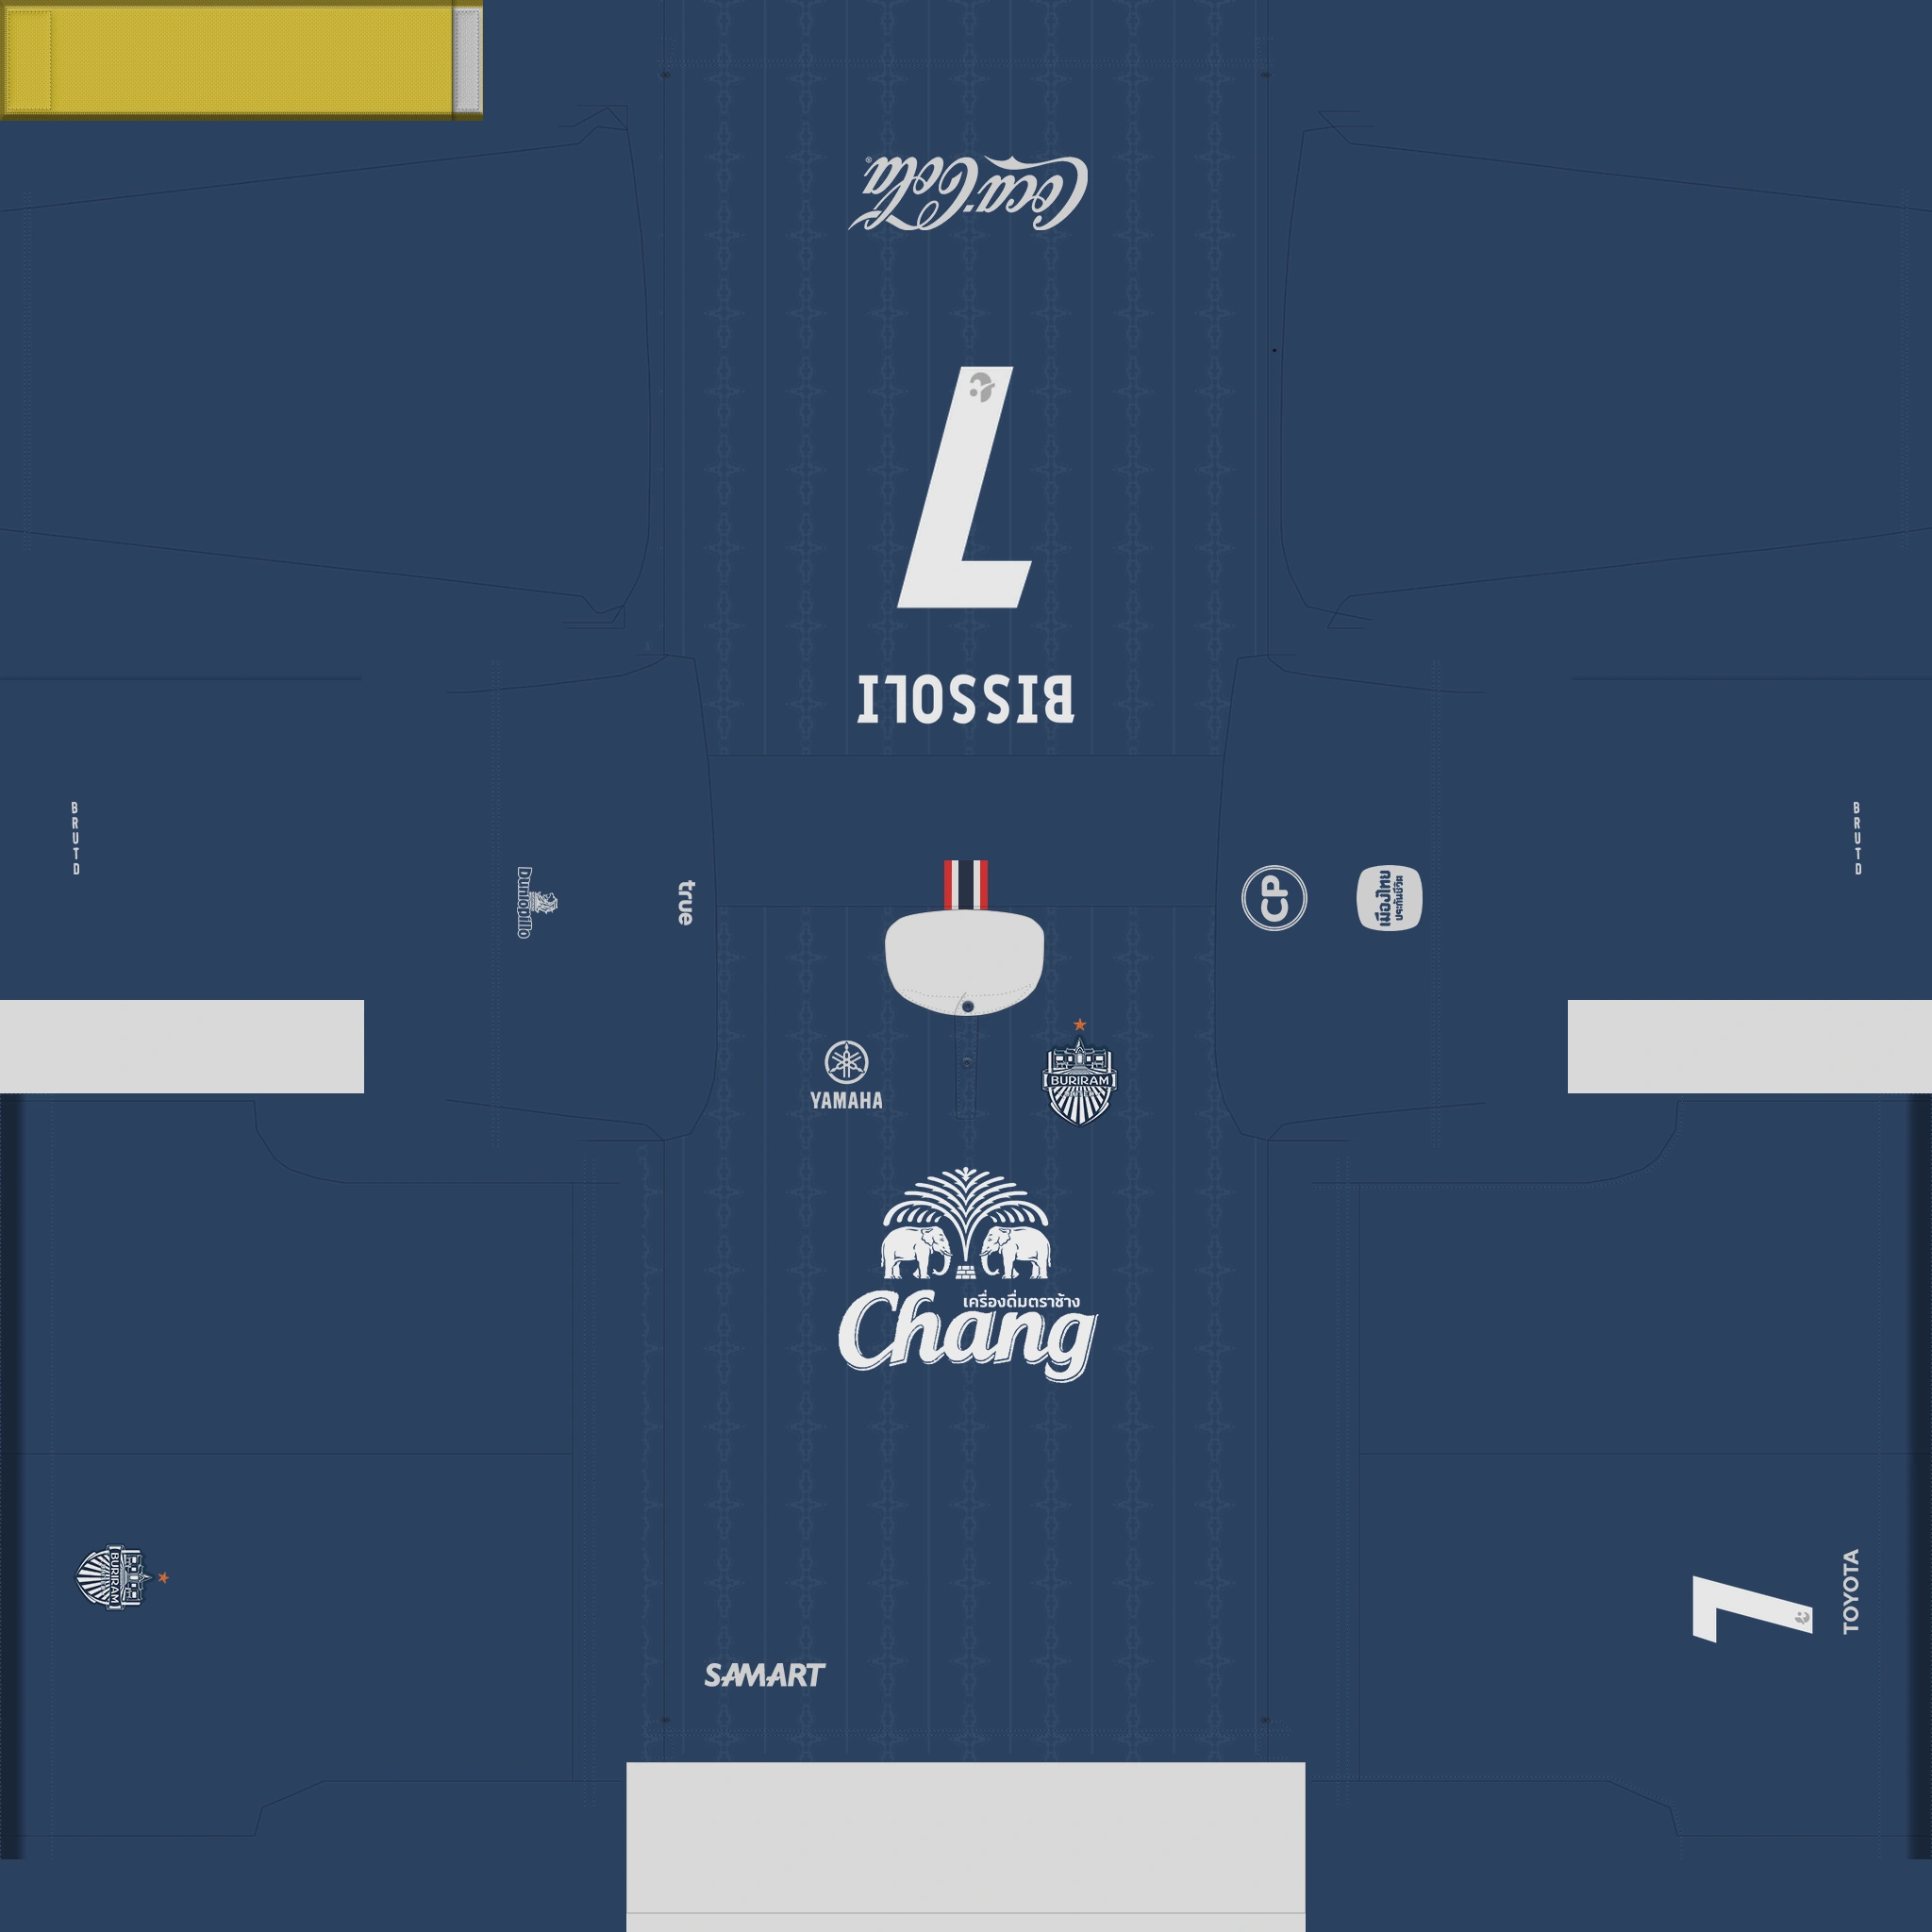 Coca-Cola®
7
BISSOLI
BRUTD
Dunlopillo
true
CP
เมืองไทย
ประกันชีวิต
BRUTD
YAMAHA
BURIRAM
Chang
เครื่องดื่มตราช้าง
BURIRAM
7
TOYOTA
SAMART